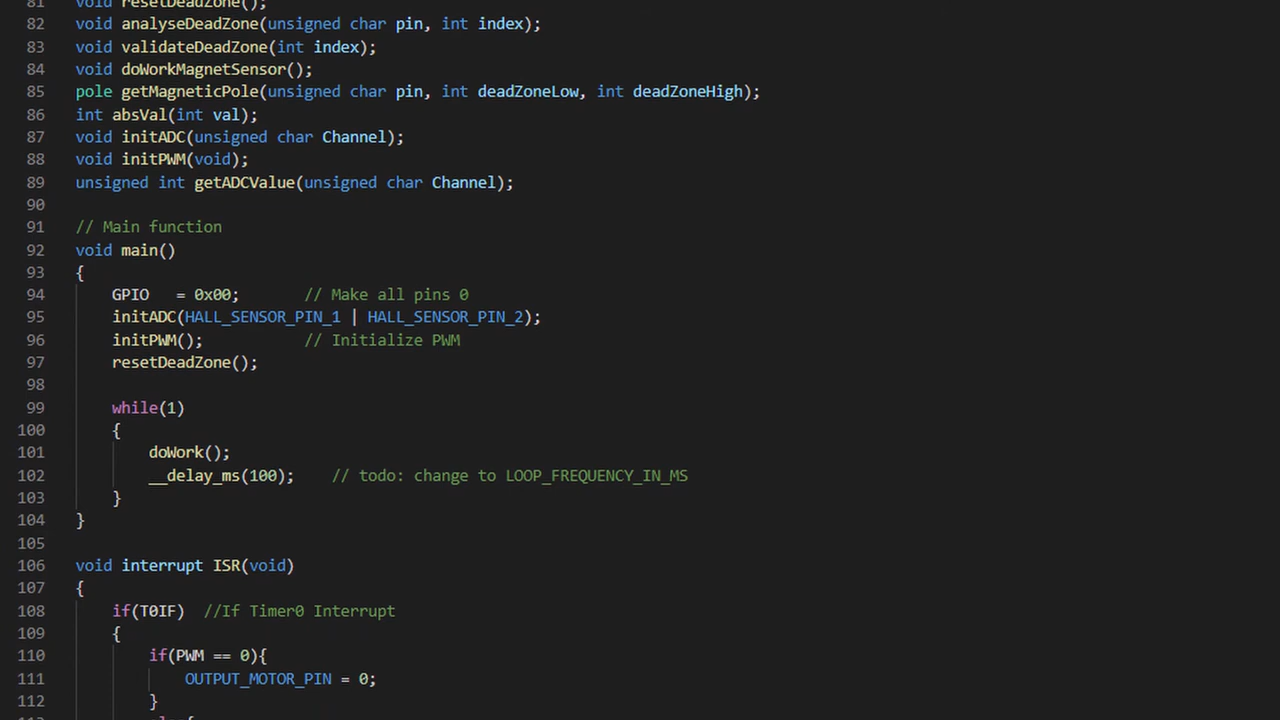 81 void resetDeadZone();
82 void analyseDeadZone(unsigned char pin, int index);
83 void validateDeadZone(int index);
84 void doWorkMagnetSensor();
85 pole getMagneticPole(unsigned char pin, int deadZoneLow, int deadZoneHigh);
86 int absVal(int val);
87 void initADC(unsigned char Channel);
88 void initPWM(void);
89 unsigned int getADCValue(unsigned char Channel);
90
91 // Main function
92 void main()
93 {
94 GPIO = 0x00; // Make all pins 0
95 initADC(HALL_SENSOR_PIN_1 | HALL_SENSOR_PIN_2);
96 initPWM(); // Initialize PWM
97 resetDeadZone();
98
99 while(1)
100 {
101 doWork();
102 __delay_ms(100); // todo: change to LOOP_FREQUENCY_IN_MS
103 }
104 }
105
106 void interrupt ISR(void)
107 {
108 if(T0IF) //If Timer0 Interrupt
109 {
110 if(PWM == 0){
111 OUTPUT_MOTOR_PIN = 0;
112 }
113 else{